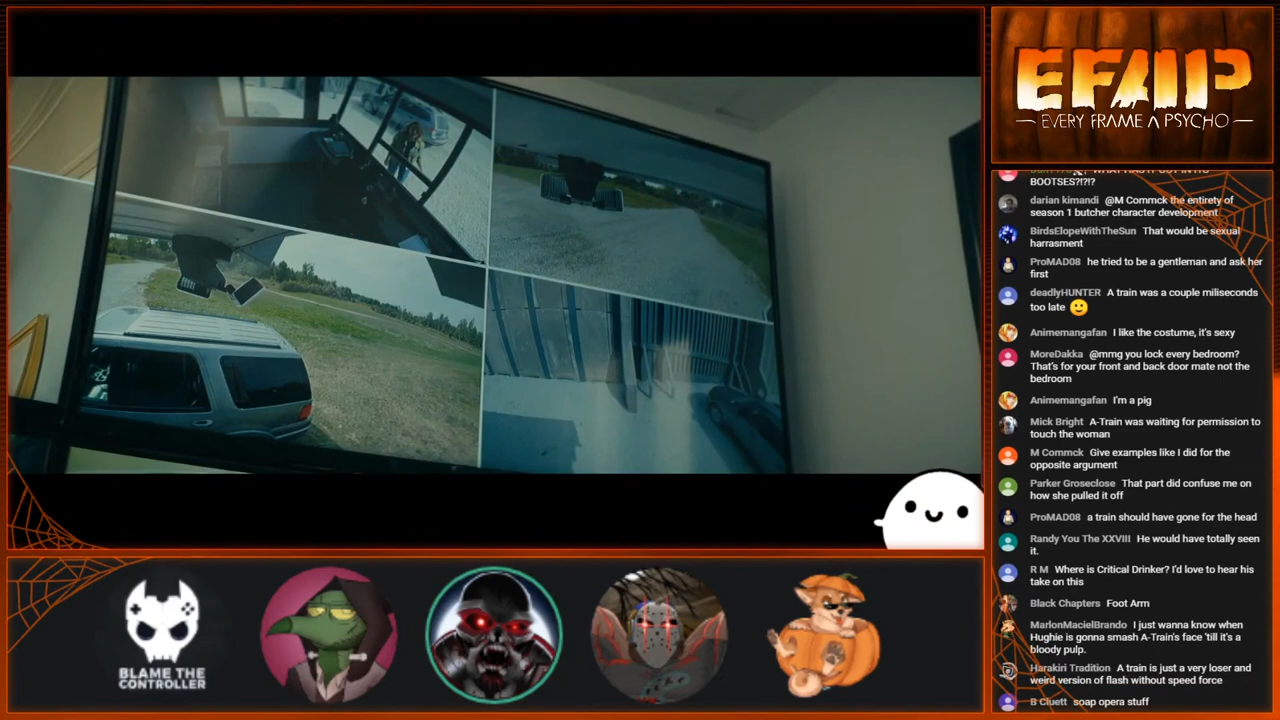 EFAIP
EVERY FRAME A PSYCHO
BOOTSES?!?!?
darian kimandi @M Commck the entirety of
season 1 butcher character development
BirdsElopeWithTheSun That would be sexual
harrasment
ProMAD08 he tried to be a gentleman and ask her
first
deadlyHUNTER A train was a couple miliseconds
too late
Animemangafan I like the costume, it's sexy
MoreDakka @mmg you lock every bedroom?
That's for your front and back door mate not the
bedroom
Animemangafan I'm a pig
Mick Bright A-Train was waiting for permission to
touch the woman
M Commck Give examples like I did for the
opposite argument
Parker Groseclose That part did confuse me on
how she pulled it off
ProMAD08 a train should have gone for the head
Randy You The XXVIII He would have totally seen
it.
R M Where is Critical Drinker? I'd love to hear his
take on this
Black Chapters Foot Arm
MarlonMacielBrando I just wanna know when
Hughie is gonna smash A-Train's face 'till it's a
bloody pulp.
Harakiri Tradition A train is just a very loser and
weird version of flash without speed force
B Cluett soap opera stuff
BLAME THE
CONTROLLER